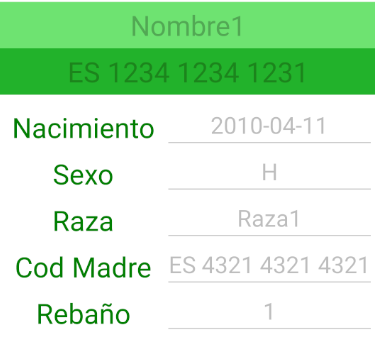 Nombre1
ES 1234 1234 1231
Nacimiento 2010-04-11
Sexo H
Raza Raza1
Cod Madre ES 4321 4321 4321
Rebaño 1